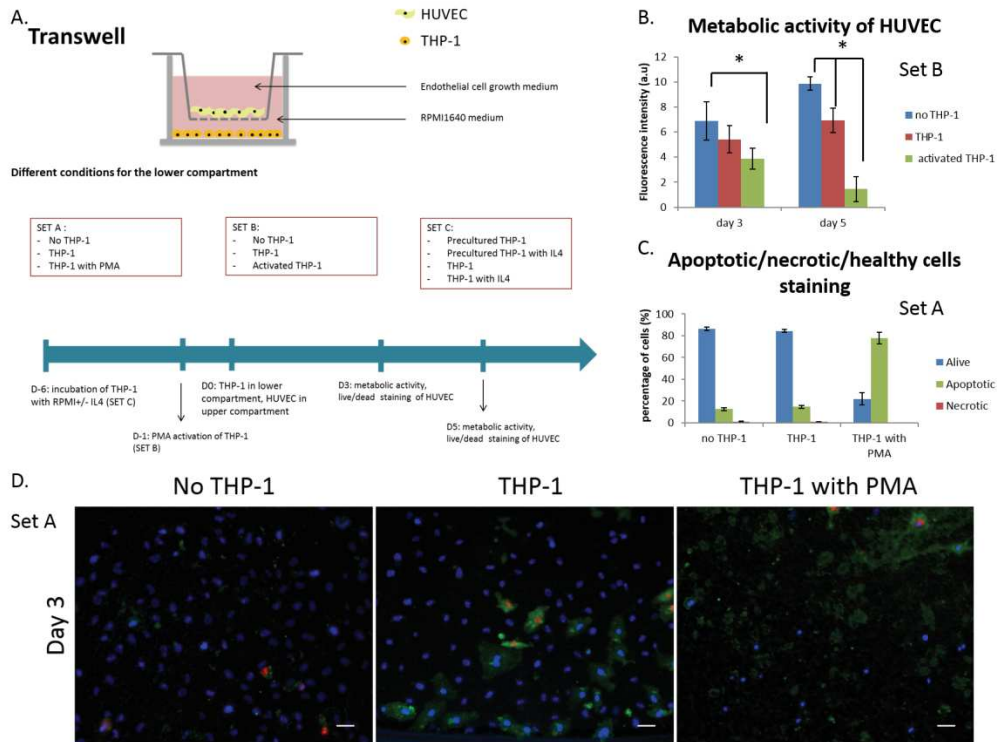 A.
Transwell
HUVEC
THP-1
Endothelial cell growth medium
RPMI1640 medium
Different conditions for the lower compartment
SET A :
- No THP-1
- THP-1
- THP-1 with PMA
SET B:
- No THP-1
- THP-1
- Activated THP-1
SET C:
- Precultured THP-1
- Precultured THP-1 with IL4
- THP-1
- THP-1 with IL4
D-6: incubation of THP-1
with RPMI+/- IL4 (SET C)
D-1: PMA activation of THP-1
(SET B)
D0: THP-1 in lower
compartment, HUVEC in
upper compartment
D3: metabolic activity,
live/dead staining of HUVEC
D5: metabolic activity,
live/dead staining of HUVEC
B.
Metabolic activity of HUVEC
Set B
Fluorescence intensity (a.u)
12
10
8
6
4
2
0
*
*
day 3
day 5
no THP-1
THP-1
activated THP-1
C.
Apoptotic/necrotic/healthy cells
staining
Set A
percentage of cells (%)
100
80
60
40
20
0
no THP-1
THP-1
THP-1 with
PMA
Alive
Apoptotic
Necrotic
D.
No THP-1
THP-1
THP-1 with PMA
Set A
Day 3